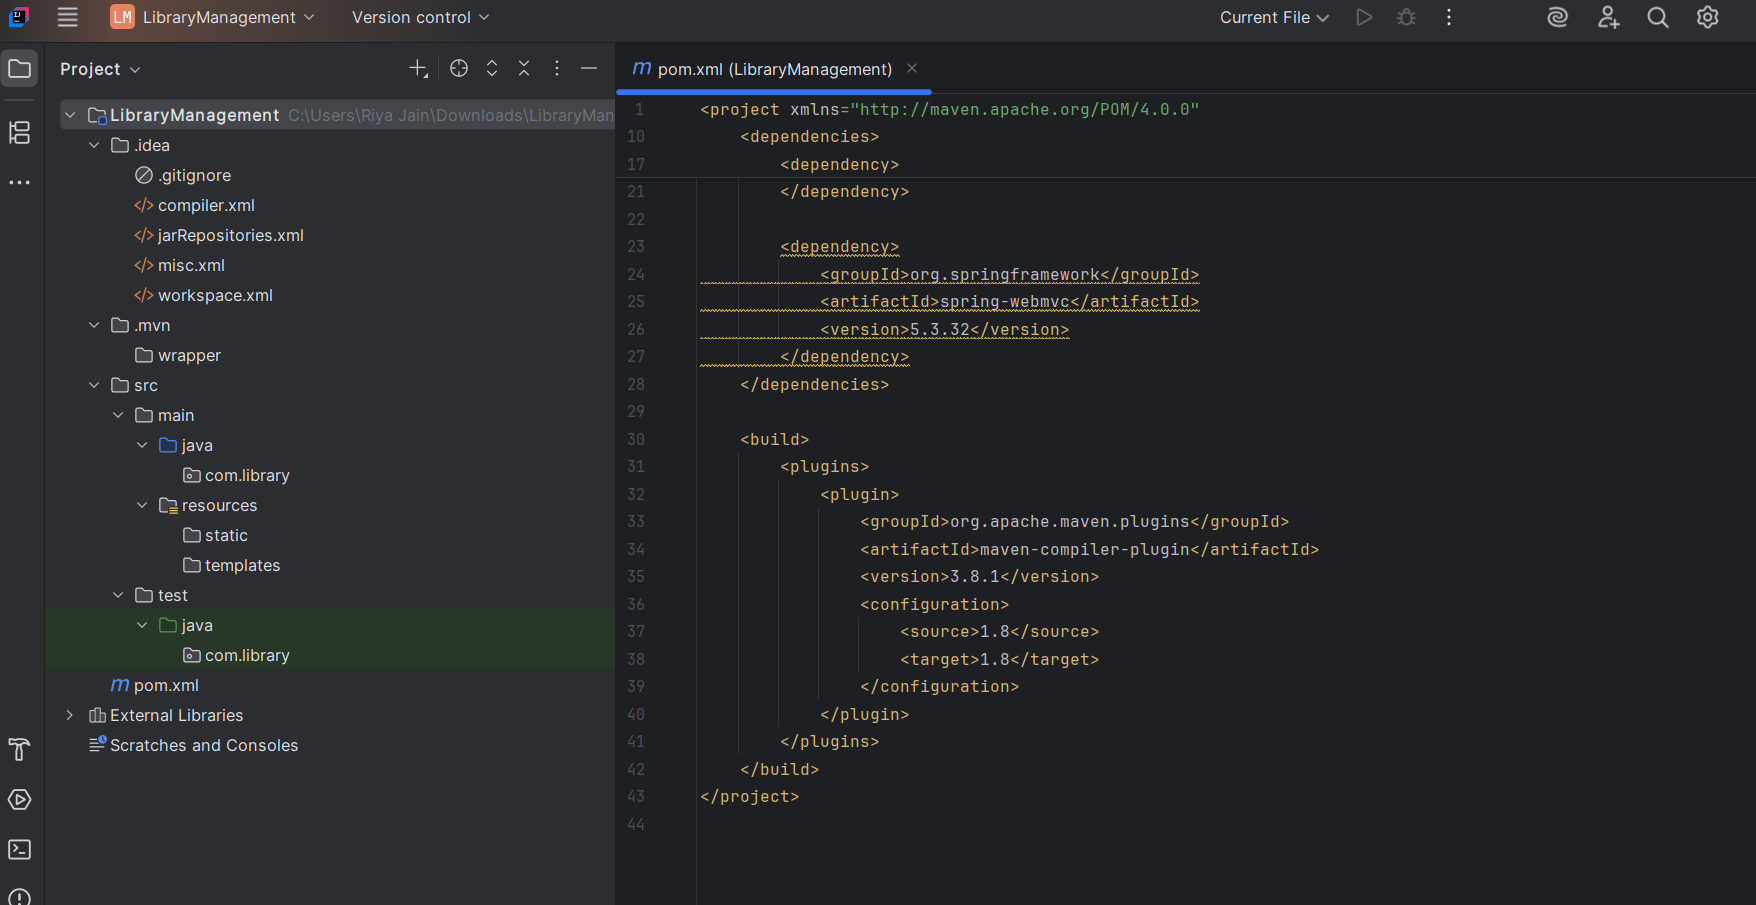 LM LibraryManagement Version control Current File
Project
LibraryManagement C:\Users\Riya Jain\Downloads\LibraryMan
.idea
.gitignore
compiler.xml
jarRepositories.xml
misc.xml
workspace.xml
.mvn
wrapper
src
main
java
com.library
resources
static
templates
test
java
com.library
pom.xml
External Libraries
Scratches and Consoles
pom.xml (LibraryManagement)
1 <project xmlns="http://maven.apache.org/POM/4.0.0"
10 <dependencies>
17 <dependency>
21 </dependency>
22
23 <dependency>
24 <groupId>org.springframework</groupId>
25 <artifactId>spring-webmvc</artifactId>
26 <version>5.3.32</version>
27 </dependency>
28 </dependencies>
29
30 <build>
31 <plugins>
32 <plugin>
33 <groupId>org.apache.maven.plugins</groupId>
34 <artifactId>maven-compiler-plugin</artifactId>
35 <version>3.8.1</version>
36 <configuration>
37 <source>1.8</source>
38 <target>1.8</target>
39 </configuration>
40 </plugin>
41 </plugins>
42 </build>
43 </project>
44